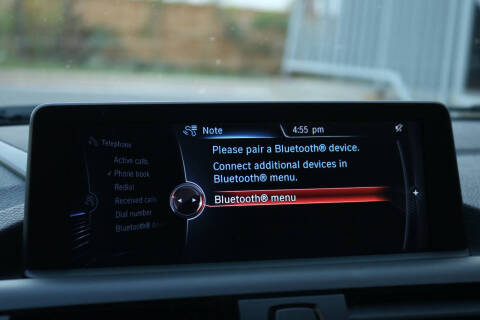 Telephone
Active calls
✓ Phone book
Redial
Received calls
Dial number
Bluetooth®
Note
4:55 pm
Please pair a Bluetooth® device.
Connect additional devices in
Bluetooth® menu.
Bluetooth® menu